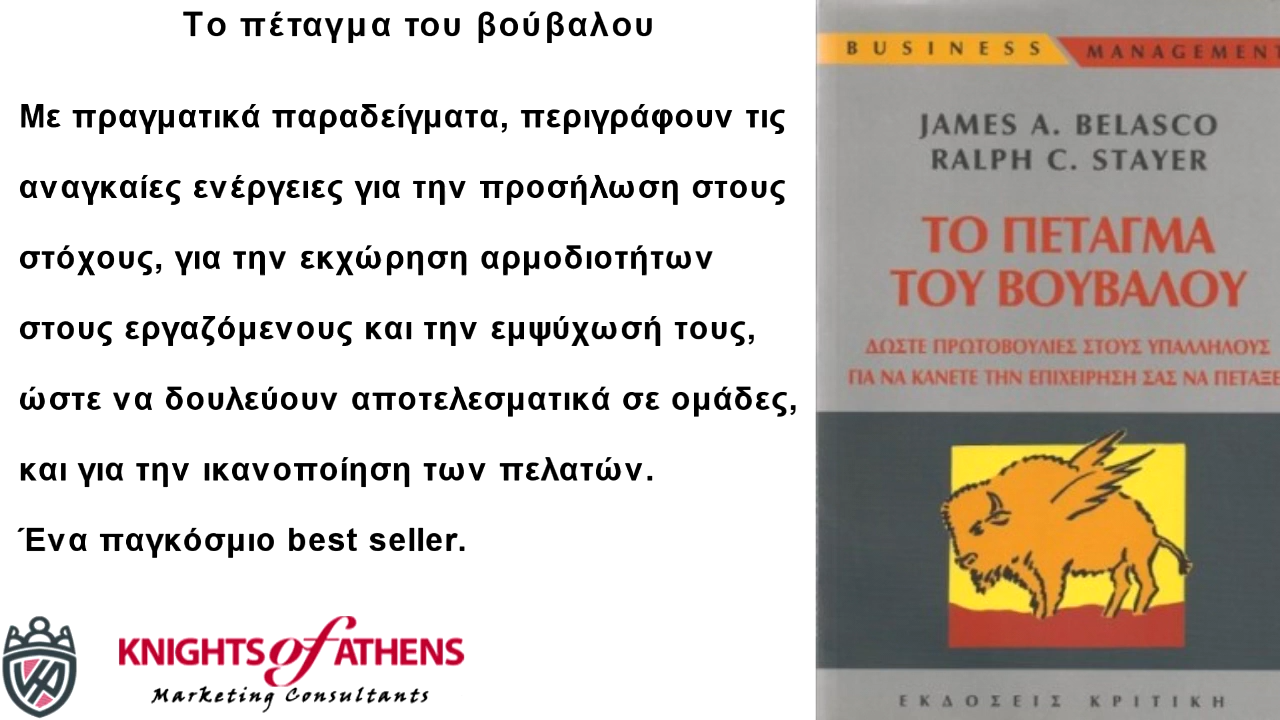 Το πέταγμα του βούβαλου
Με πραγματικά παραδείγματα, περιγράφουν τις
αναγκαίες ενέργειες για την προσήλωση στους
στόχους, για την εκχώρηση αρμοδιοτήτων
στους εργαζόμενους και την εμψύχωσή τους,
ώστε να δουλεύουν αποτελεσματικά σε ομάδες,
και για την ικανοποίηση των πελατών.
Ένα παγκόσμιο best seller.
KNIGHTS of ATHENS
Marketing Consultants
BUSINESS MANAGEMENT
JAMES A. BELASCO
RALPH C. STAYER
ΤΟ ΠΕΤΑΓΜΑ
ΤΟΥ ΒΟΥΒΑΛΟΥ
ΔΩΣΤΕ ΠΡΩΤΟΒΟΥΛΙΕΣ ΣΤΟΥΣ ΥΠΑΛΛΗΛΟΥΣ
ΓΙΑ ΝΑ ΚΑΝΕΤΕ ΤΗΝ ΕΠΙΧΕΙΡΗΣΗ ΣΑΣ ΝΑ ΠΕΤΑΞΕ
ΕΚΔΟΣΕΙΣ ΚΡΙΤΙΚΗ